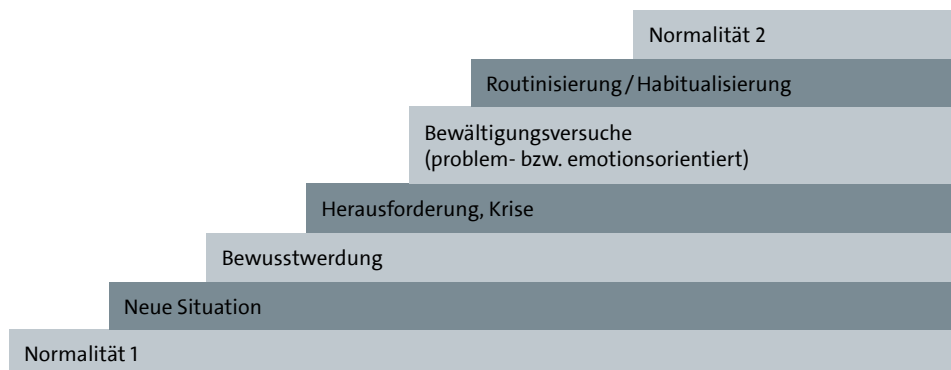 Normalität 2
Routinisierung / Habitualisierung
Bewältigungsversuche
(problem- bzw. emotionsorientiert)
Herausforderung, Krise
Bewusstwerdung
Neue Situation
Normalität 1